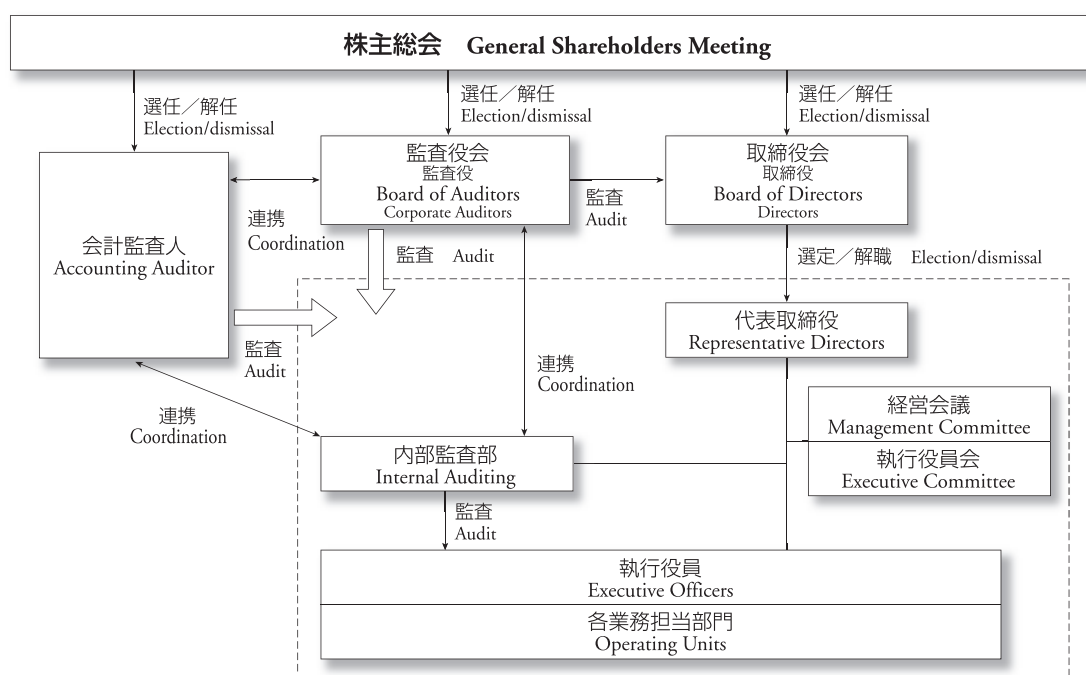 株主総会 General Shareholders Meeting
選任／解任
Election/dismissal
選任／解任
Election/dismissal
選任／解任
Election/dismissal
監査役会
監査役
Board of Auditors
Corporate Auditors
取締役会
取締役
Board of Directors
Directors
監査
Audit
連携
Coordination
会計監査人
Accounting Auditor
監査 Audit
選定／解職 Election/dismissal
代表取締役
Representative Directors
監査
Audit
連携
Coordination
経営会議
Management Committee
執行役員会
Executive Committee
連携
Coordination
内部監査部
Internal Auditing
監査
Audit
執行役員
Executive Officers
各業務担当部門
Operating Units